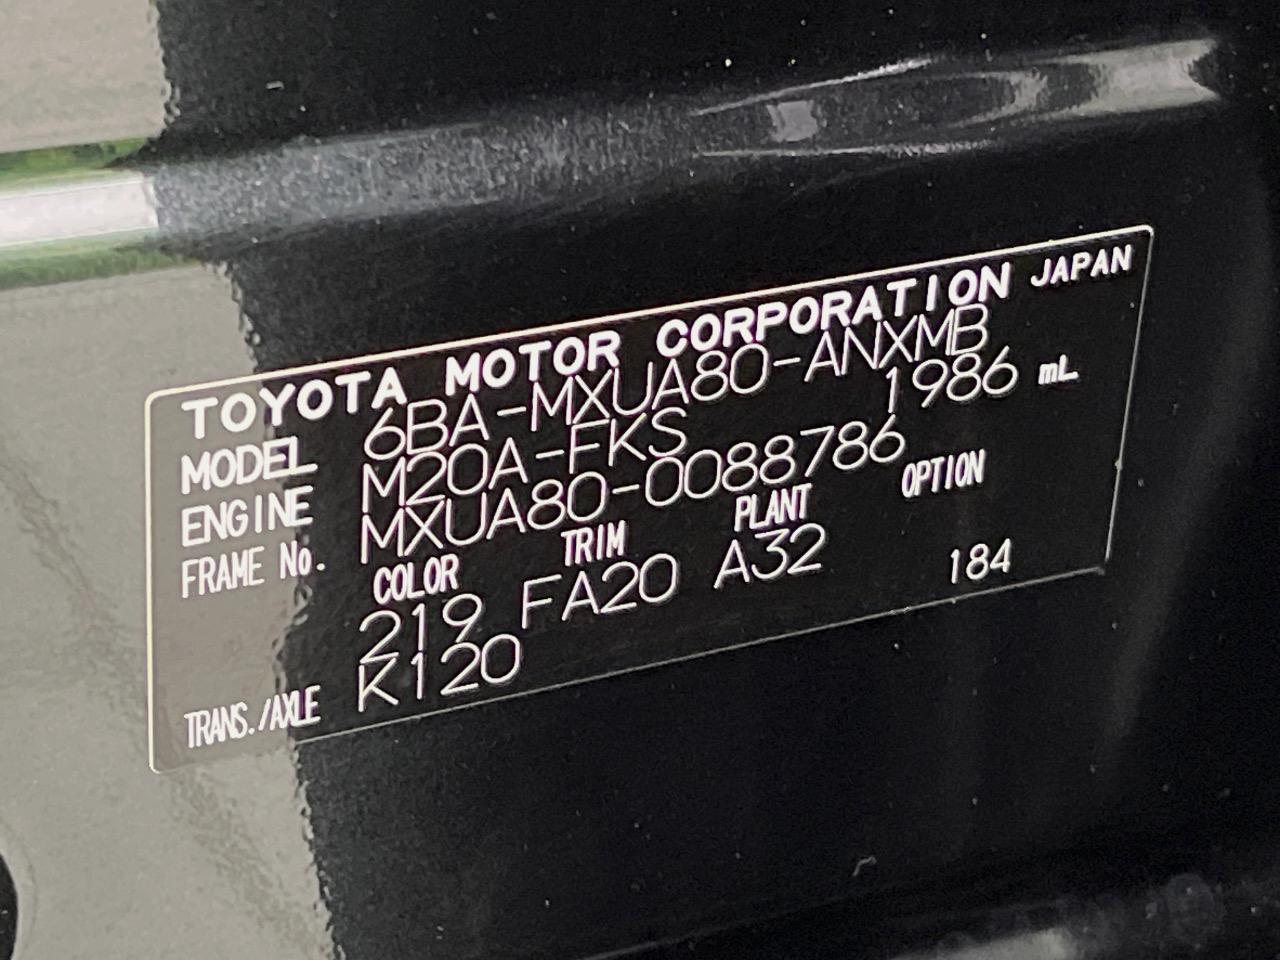 TOYOTA MOTOR CORPORATION JAPAN
MODEL 6BA-MXUA80-ANXMB
ENGINE M20A-FKS 1986 mL
FRAME No. MXUA80-0088786
COLOR TRIM PLANT OPTION
219 FA20 A32 184
TRANS./AXLE K120